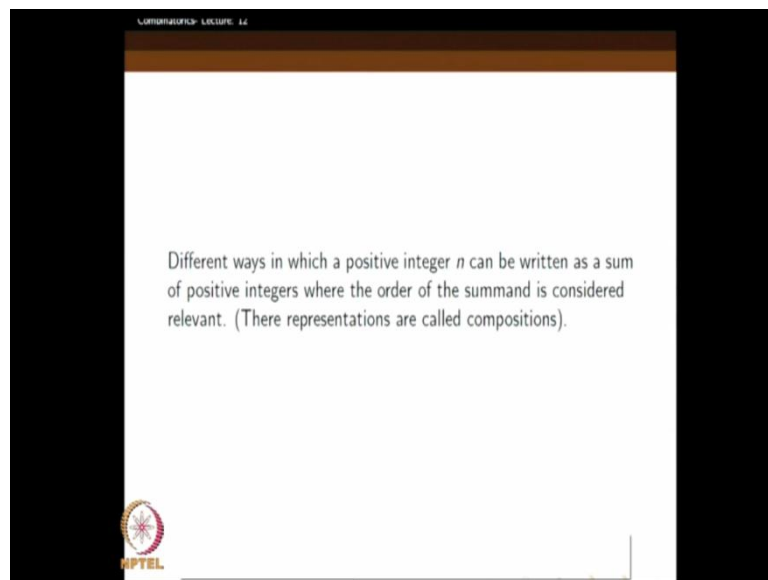 Combinatorics- Lecture: 12
Different ways in which a positive integer n can be written as a sum
of positive integers where the order of the summand is considered
relevant. (There representations are called compositions).
NPTEL